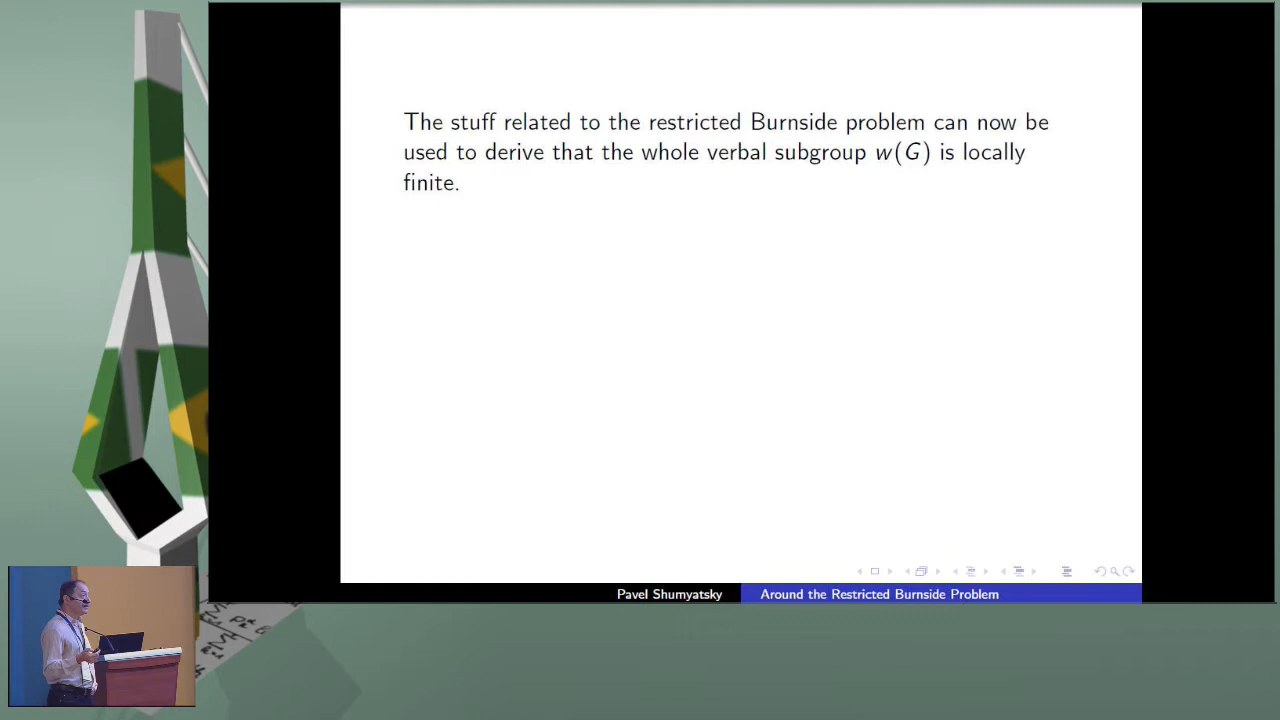 The stuff related to the restricted Burnside problem can now be
used to derive that the whole verbal subgroup w(G) is locally
finite.
Pavel Shumyatsky
Around the Restricted Burnside Problem